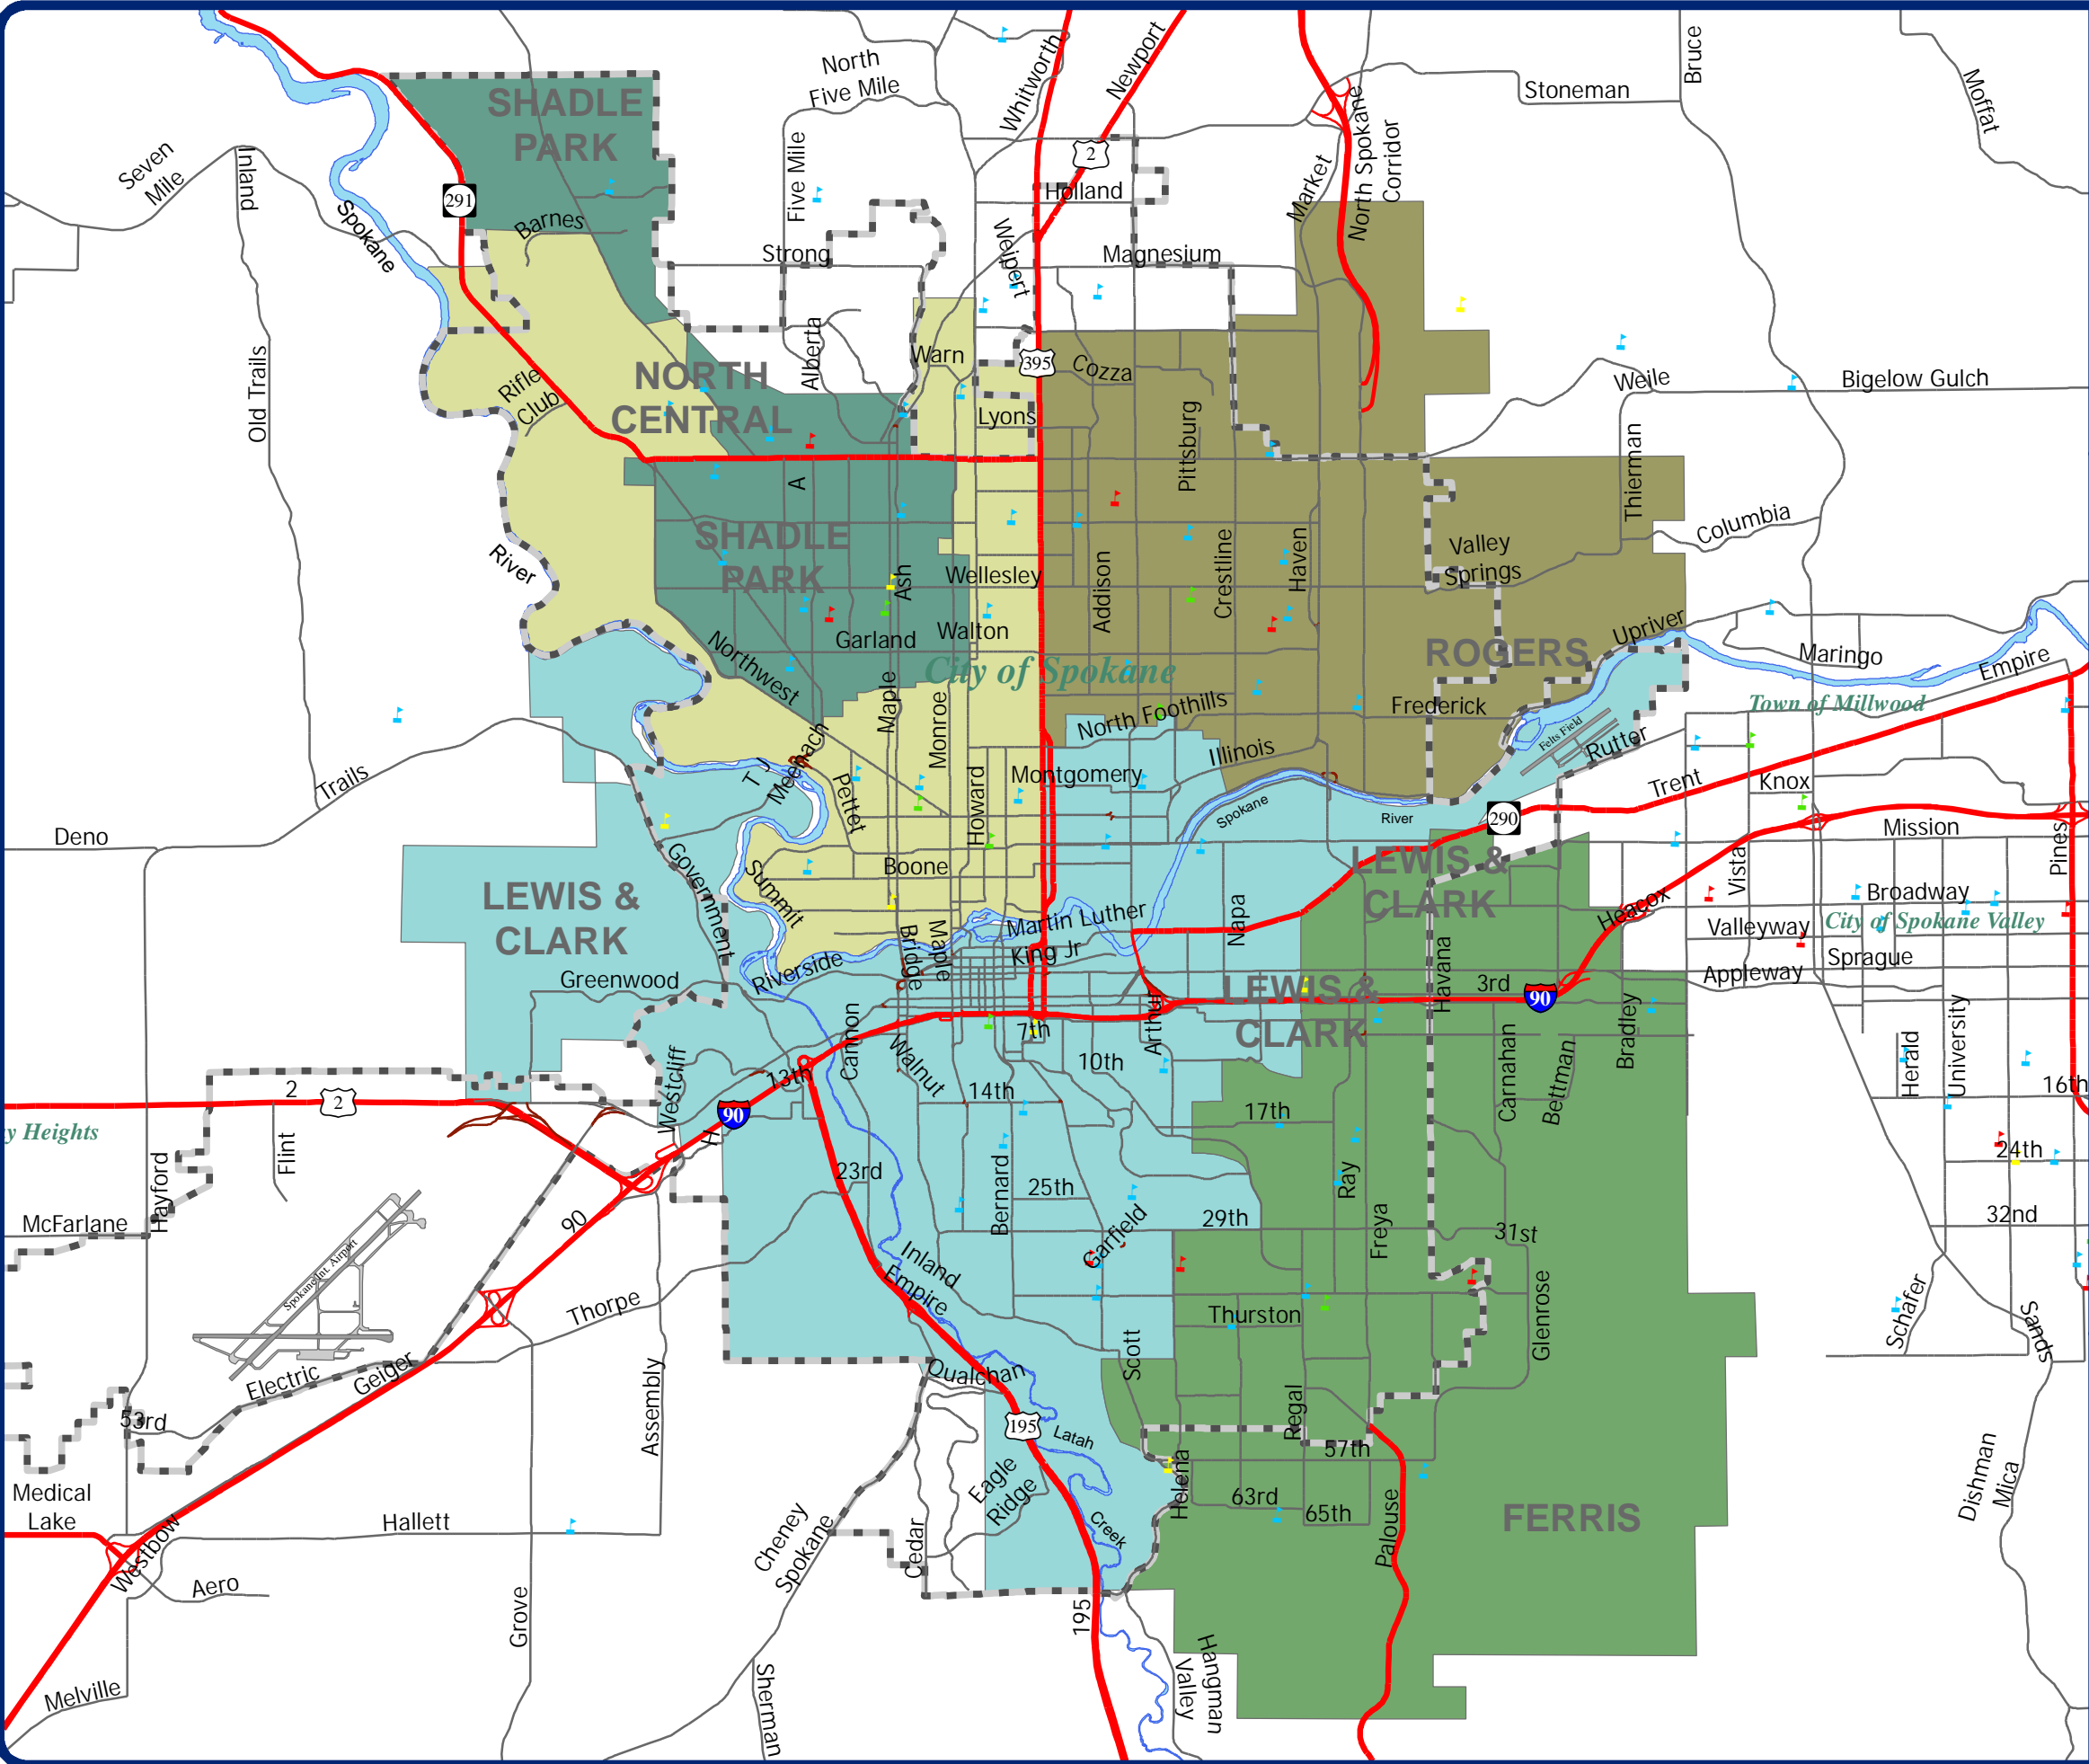 Bruce
North
Five Mile
Whitworth
Newport
Stoneman
Moffat
SHADLE
PARK
North Spokane
Corridor
Market
2
Seven
Mile
Inland
291
Five Mile
Holland
Spokane
Barnes
Strong
Weipert
Magnesium
Old Trails
Alberta
Warn
395
Cozza
Rifle
Club
NORTH
CENTRAL
Weile
Bigelow Gulch
Lyons
Pittsburg
Thierman
A
Columbia
SHADLE
PARK
River
Ash
Wellesley
Addison
Crestline
Haven
Valley
Springs
Garland
Walton
Northwest
City of Spokane
ROGERS
Upriver
Maringo
Empire
Maple
Monroe
North Foothills
Frederick
Town of Millwood
Felts Field
Rutter
T J
Meenach
Pettet
Howard
Montgomery
Illinois
Trails
Spokane
River
290
Trent
Knox
Deno
Mission
Pines
Government
Summit
Boone
LEWIS &
CLARK
Vista
LEWIS &
CLARK
Broadway
Heacox
Martin Luther
King Jr
Napa
Valleyway
City of Spokane Valley
Bridge
Maple
Riverside
Greenwood
Havana
Sprague
Appleway
3rd
90
LEWIS &
CLARK
Cannon
7th
Arthur
Bradley
Walnut
10th
Carnahan
Bettman
Herald
University
Westcliff
13th
14th
16th
2
2
90
17th
y Heights
H
Flint
Hayford
24th
23rd
25th
Bernard
Ray
McFarlane
90
Garfield
29th
Freya
31st
32nd
Spokane Int. Airport
Inland
Empire
Thorpe
Thurston
Glenrose
Schafer
Sands
Scott
Electric
Geiger
Qualchan
Assembly
53rd
195
Latah
Regal
57th
Dishman
Mica
Medical
Lake
Eagle
Ridge
Helena
63rd
65th
FERRIS
Hallett
Westbow
Cheney
Spokane
Cedar
Creek
Palouse
Aero
Grove
195
Hangman
Valley
Sherman
Melville